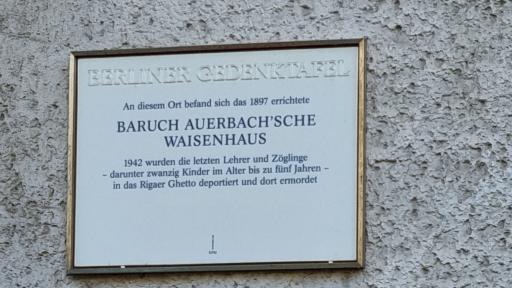 BERLINER GEDENKTAFEL
An diesem Ort befand sich das 1897 errichtete
BARUCH AUERBACH'SCHE
WAISENHAUS
1942 wurden die letzten Lehrer und Zöglinge
– darunter zwanzig Kinder im Alter bis zu fünf Jahren –
in das Rigaer Ghetto deportiert und dort ermordet
KPM